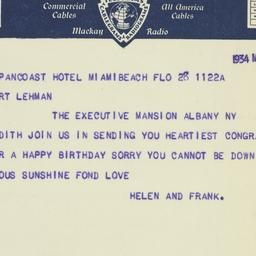 Commercial Cables
All America Cables
Mackay Radio
1934
PANCOAST HOTEL MIAMIBEACH FLO 28 1122A
RT LEHMAN
THE EXECUTIVE MANSION ALBANY NY
DITH JOIN US IN SENDING YOU HEARTIEST CONGRA
R A HAPPY BIRTHDAY SORRY YOU CANNOT BE DOWN
OUS SUNSHINE FOND LOVE
HELEN AND FRANK.